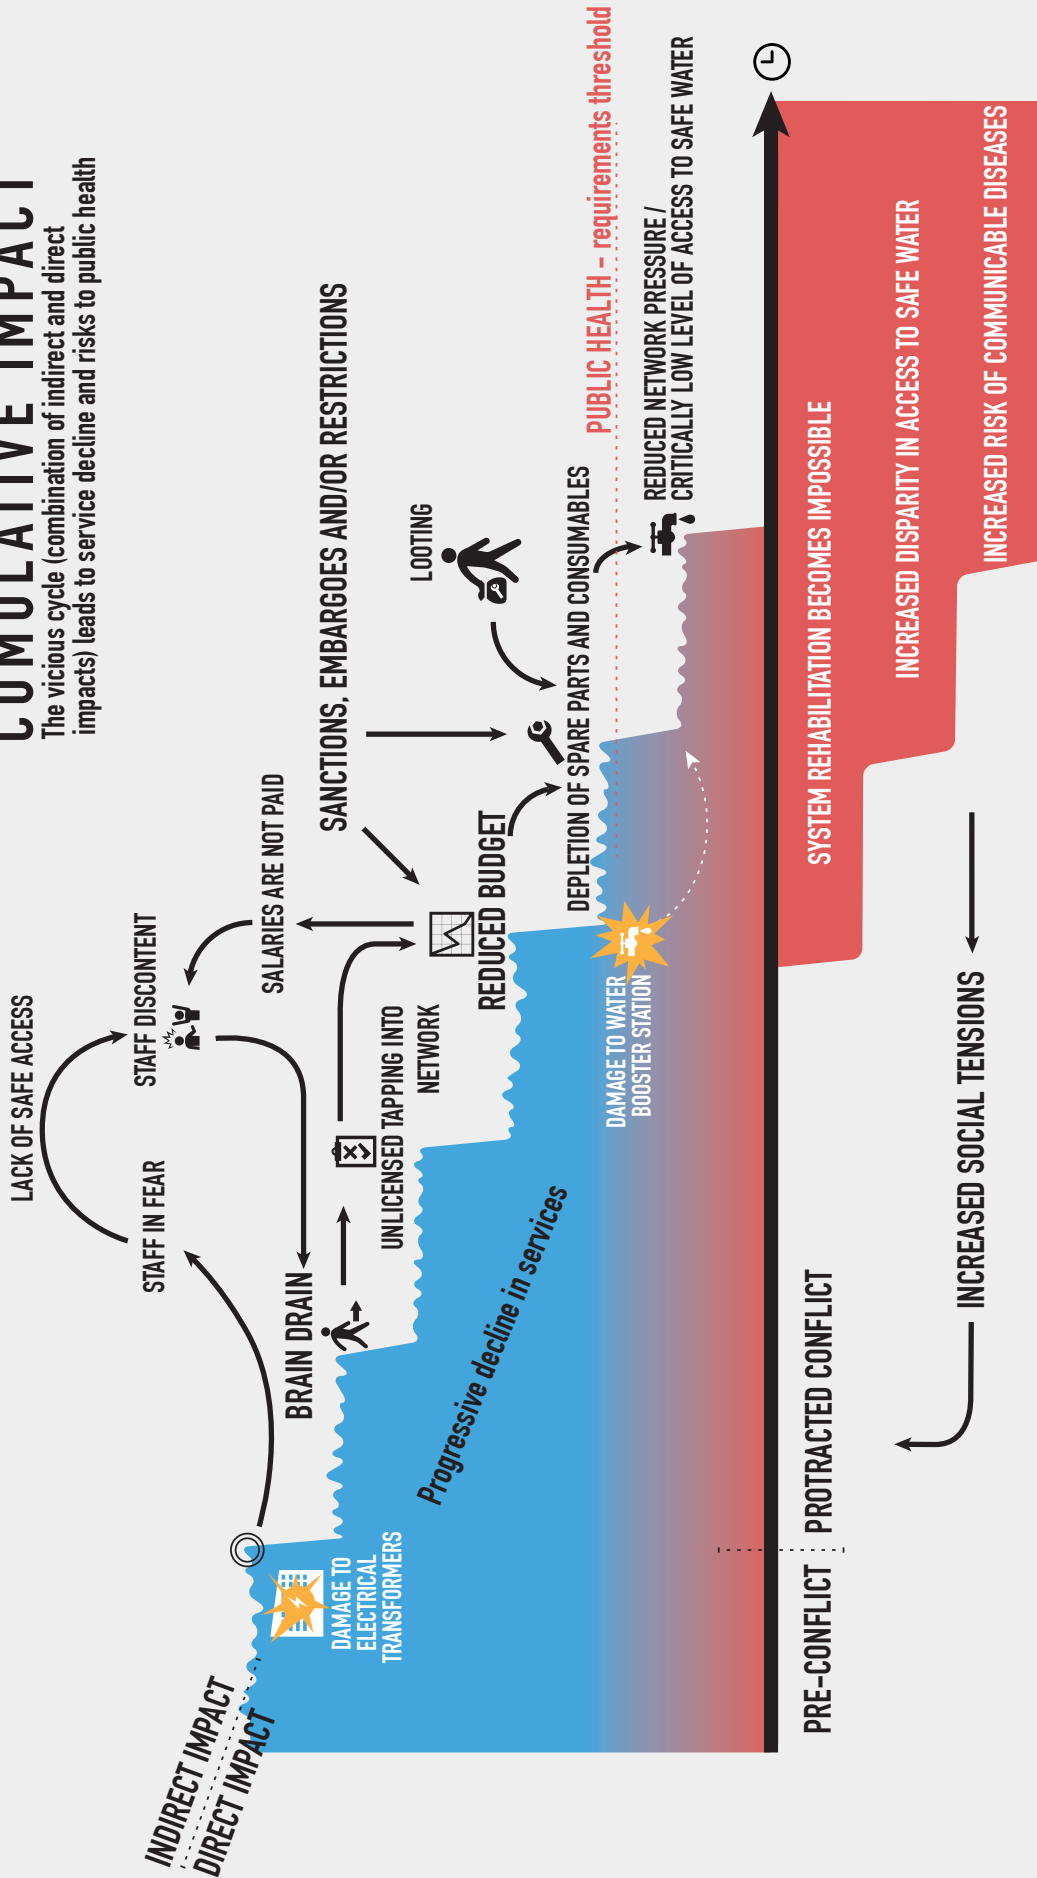 CUMULATIVE IMPACT
The vicious cycle (combination of indirect and direct
impacts) leads to service decline and risks to public health
LACK OF SAFE ACCESS
STAFF IN FEAR
STAFF DISCONTENT
SALARIES ARE NOT PAID
SANCTIONS, EMBARGOES AND/OR RESTRICTIONS
BRAIN DRAIN
UNLICENSED TAPPING INTO
NETWORK
REDUCED BUDGET
LOOTING
DEPLETION OF SPARE PARTS AND CONSUMABLES
PUBLIC HEALTH – requirements threshold
REDUCED NETWORK PRESSURE /
CRITICALLY LOW LEVEL OF ACCESS TO SAFE WATER
INDIRECT IMPACT
DIRECT IMPACT
DAMAGE TO
ELECTRICAL
TRANSFORMERS
Progressive decline in services
DAMAGE TO WATER
BOOSTER STATION
PRE-CONFLICT
PROTRACTED CONFLICT
SYSTEM REHABILITATION BECOMES IMPOSSIBLE
INCREASED DISPARITY IN ACCESS TO SAFE WATER
INCREASED SOCIAL TENSIONS
INCREASED RISK OF COMMUNICABLE DISEASES